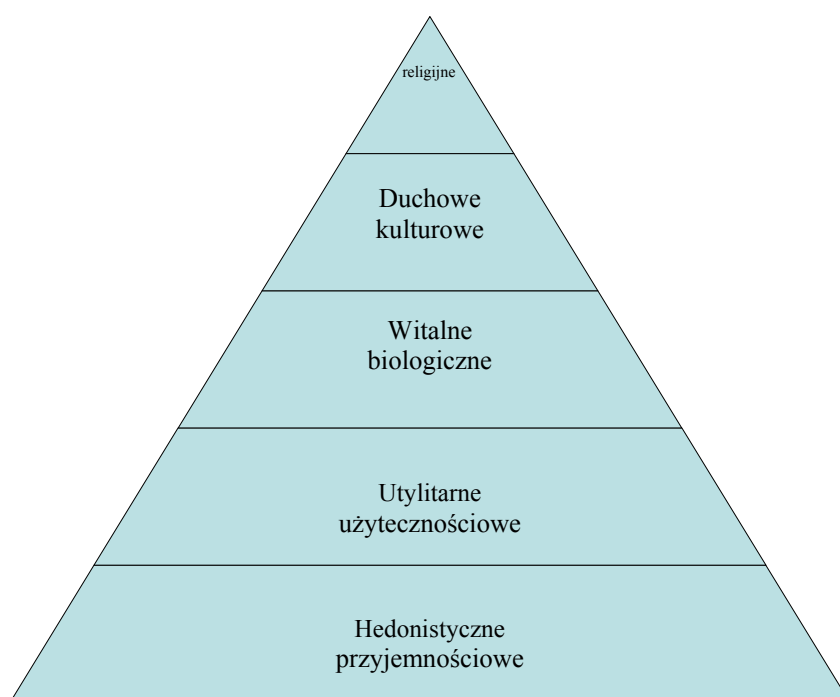 religijne
Duchowe
kulturowe
Witalne
biologiczne
Utylitarne
użytecznościowe
Hedonistyczne
przyjemnościowe